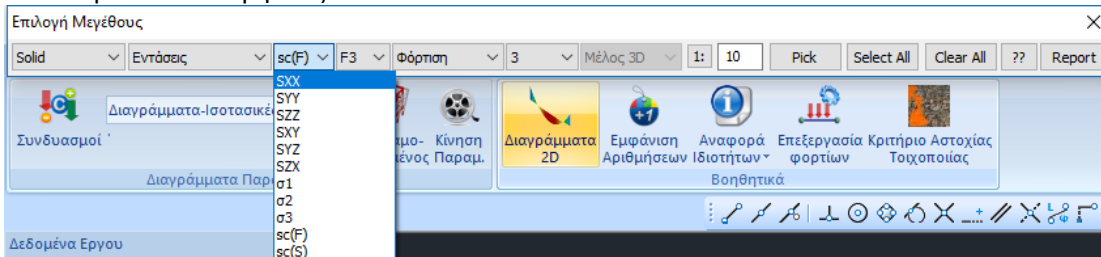 Επιλογή Μεγέθους
Solid Εντάσεις sc(F) F3 Φόρτιση 3 Μέλος 3D 1: 10 Pick Select All Clear All ?? Report
SXX
SYY
SZZ
SXY
SYZ
SZX
σ1
σ2
σ3
sc(F)
sc(S)
Διαγράμματα-Ισοτασικέ
Συνδυασμοί
Κίνηση
ένος Παραμ.
Διαγράμματα
2D
Εμφάνιση
Αριθμήσεων
Αναφορά
Ιδιοτήτων
Επεξεργασία
φορτίων
Κριτήριο Αστοχίας
Τοιχοποιίας
Διαγράμματα Παρ
Βοηθητικά
Δεδομένα Εργου